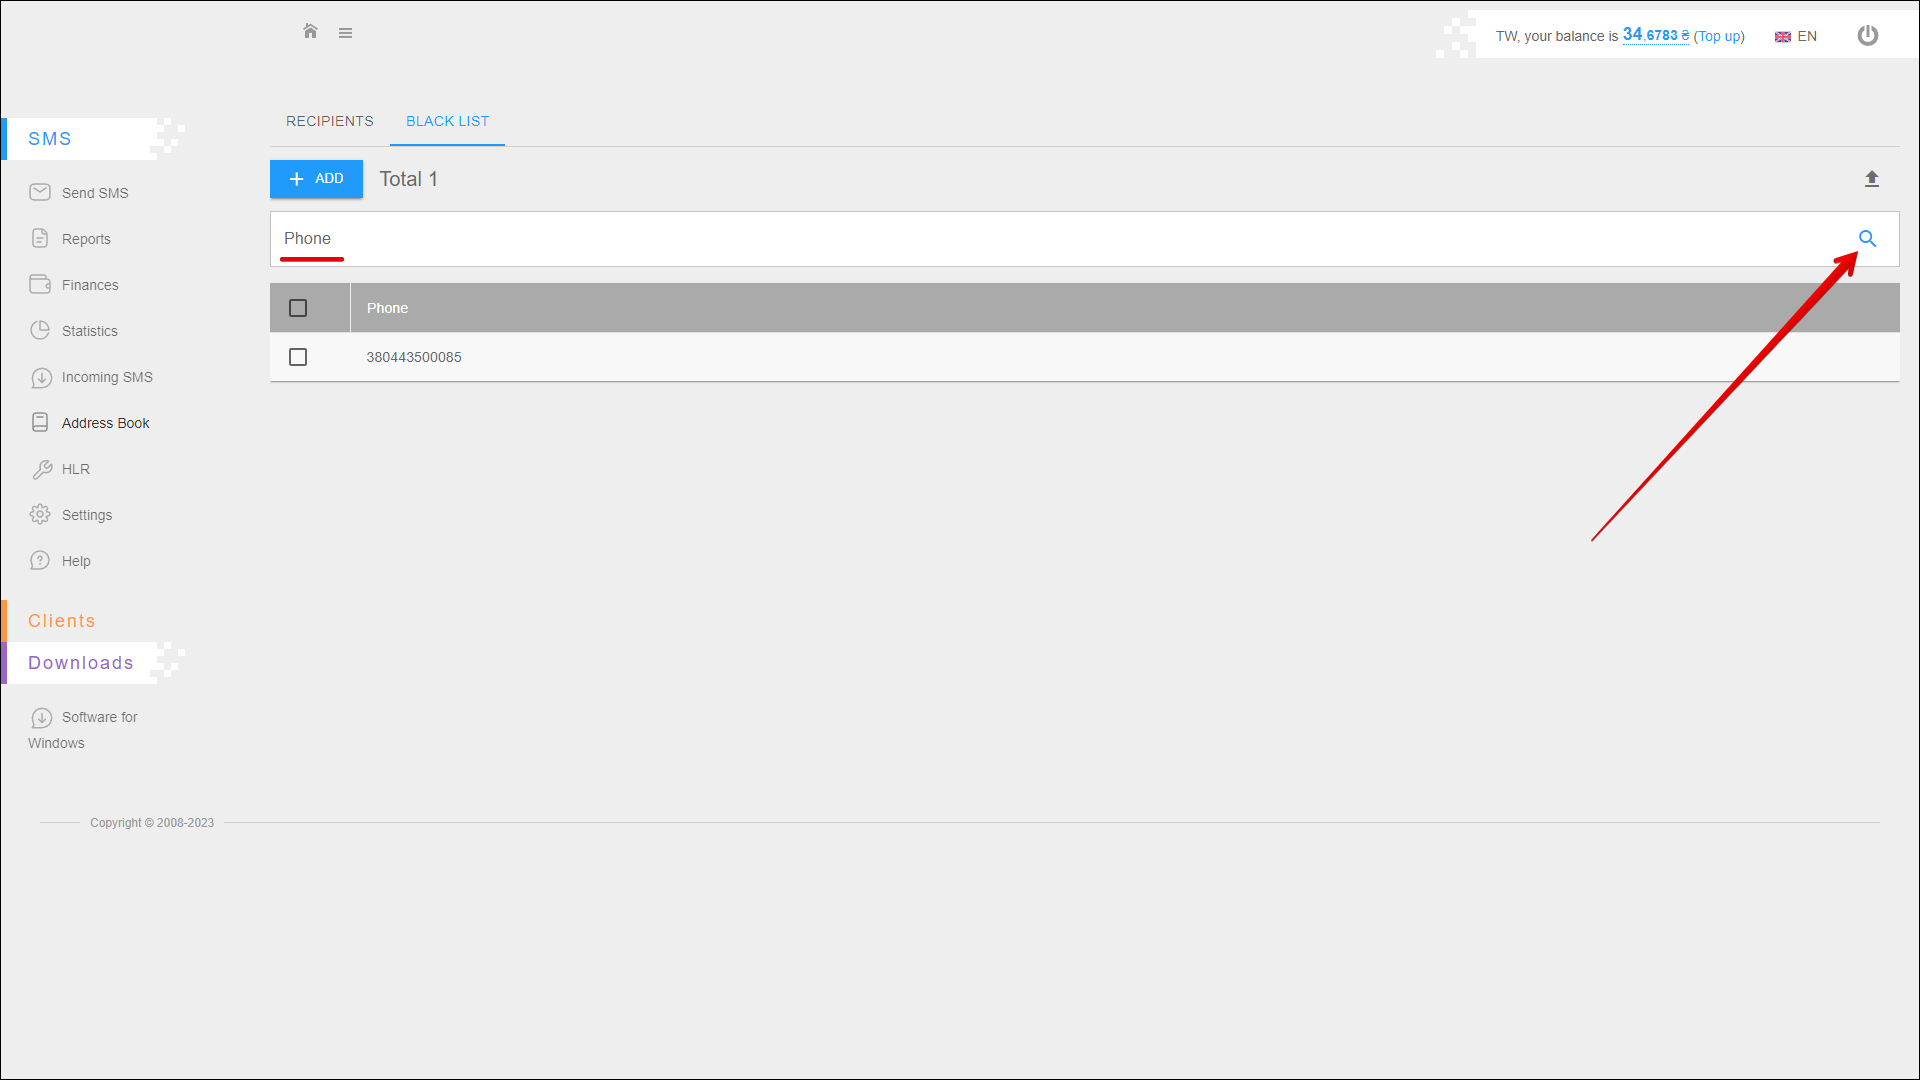 TW, your balance is 34,6783 ₴ (Top up)
EN
RECIPIENTS
BLACK LIST
SMS
ADD
Total 1
Send SMS
Reports
Phone
Finances
Phone
Statistics
380443500085
Incoming SMS
Address Book
HLR
Settings
Help
Clients
Downloads
Software for
Windows
Copyright © 2008-2023